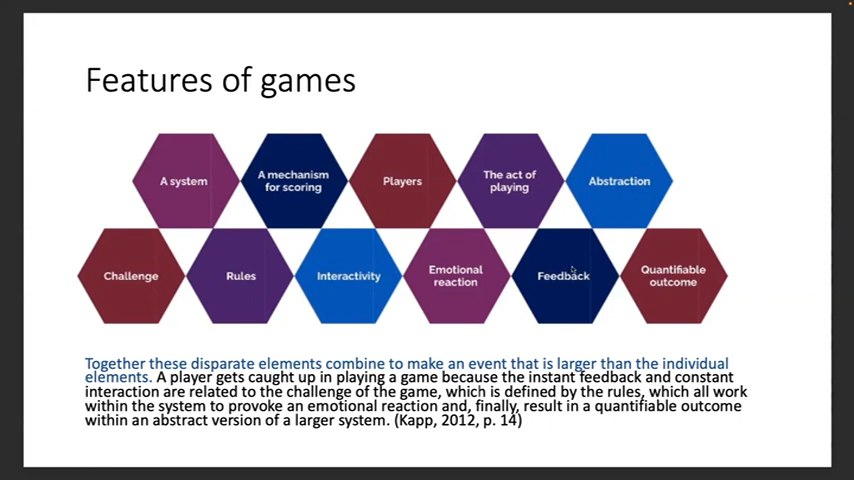 Features of games
A system
A mechanism
for scoring
Players
The act of
playing
Abstraction
Challenge
Rules
Interactivity
Emotional
reaction
Feedback
Quantifiable
outcome
Together these disparate elements combine to make an event that is larger than the individual
elements. A player gets caught up in playing a game because the instant feedback and constant
interaction are related to the challenge of the game, which is defined by the rules, which all work
within the system to provoke an emotional reaction and, finally, result in a quantifiable outcome
within an abstract version of a larger system. (Kapp, 2012, p. 14)